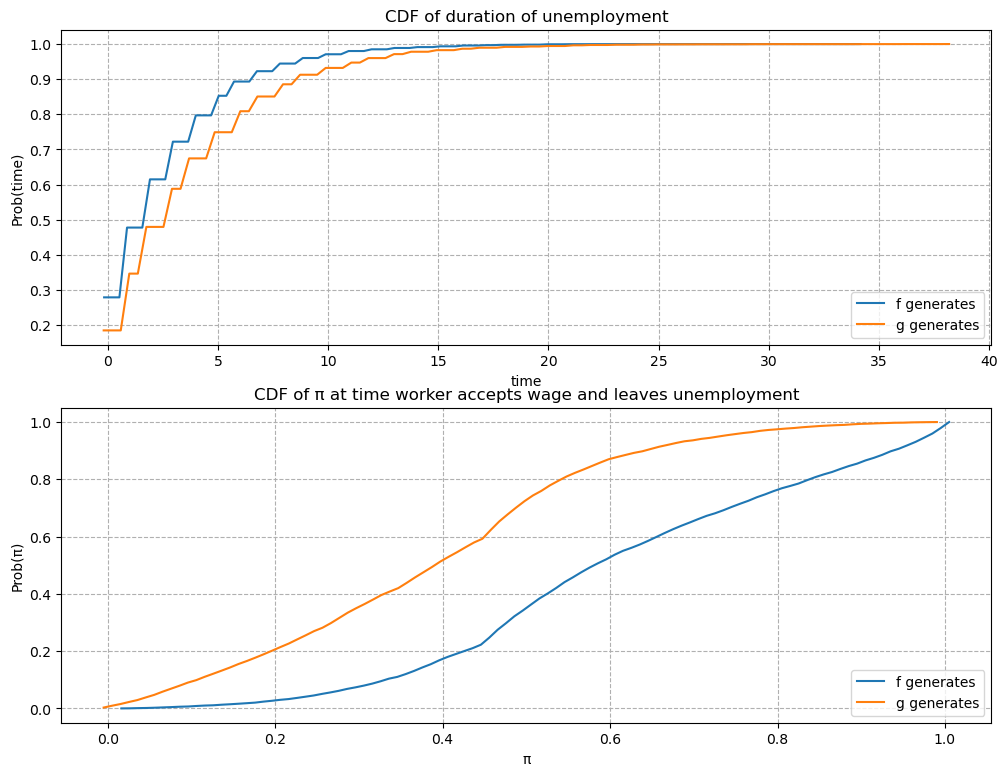 CDF of duration of unemployment
1.0
0.9
0.8
0.7
0.6
0.5
0.4
0.3
0.2
Prob(time)
f generates
g generates
0 5 10 15 20 25 30 35 40
time
CDF of π at time worker accepts wage and leaves unemployment
1.0
0.8
0.6
0.4
0.2
0.0
Prob(π)
f generates
g generates
0.0 0.2 0.4 0.6 0.8 1.0
π